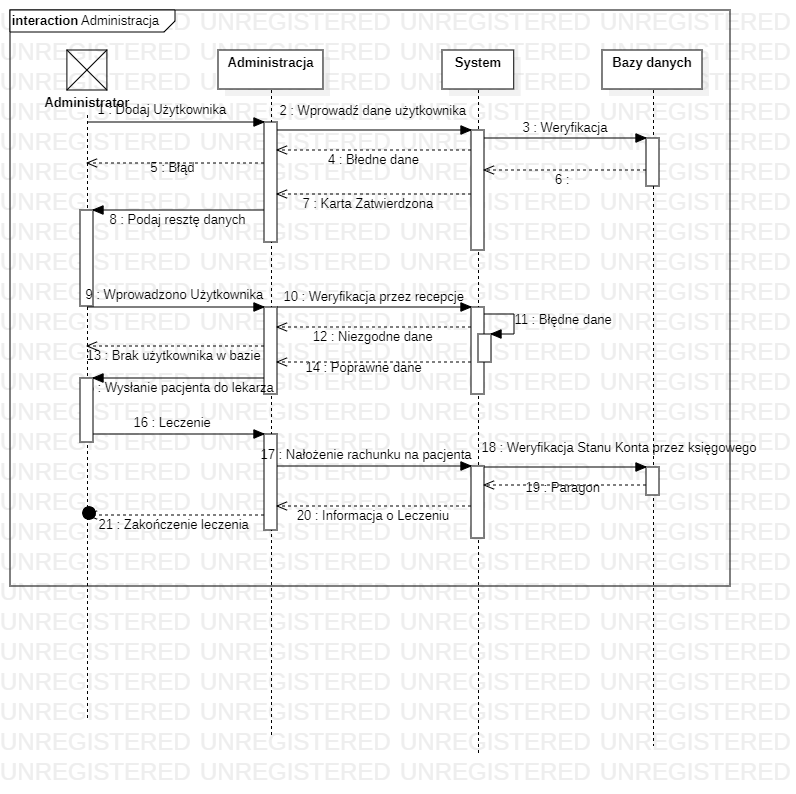 interaction Administracja
Administrator
Administracja
System
Bazy danych
1 : Dodaj Użytkownika
2 : Wprowadź dane użytkownika
3 : Weryfikacja
4 : Błedne dane
5 : Błąd
6 :
7 : Karta Zatwierdzona
8 : Podaj resztę danych
9 : Wprowadzono Użytkownika
10 : Weryfikacja przez recepcję
11 : Błędne dane
12 : Niezgodne dane
13 : Brak użytkownika w bazie
14 : Poprawne dane
: Wysłanie pacjenta do lekarza
16 : Leczenie
17 : Nałożenie rachunku na pacjenta
18 : Weryfikacja Stanu Konta przez księgowego
19 : Paragon
20 : Informacja o Leczeniu
21 : Zakończenie leczenia
UNREGISTERED